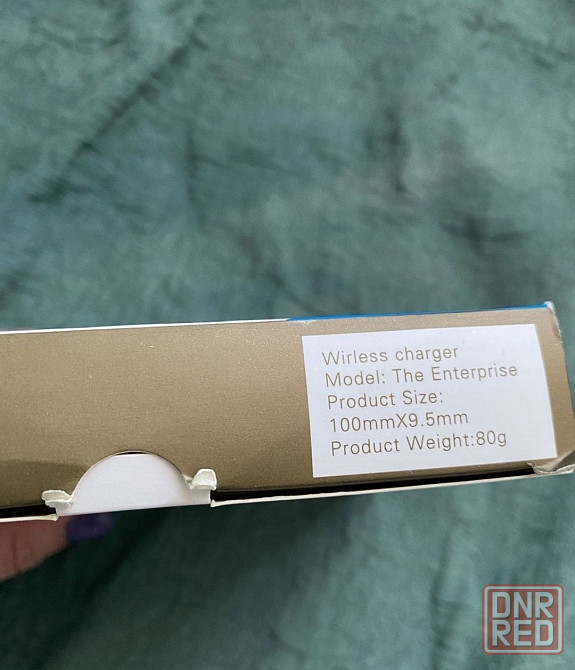 Wirless charger
Model: The Enterprise
Product Size:
100mmX9.5mm
Product Weight:80g
DNR
RED